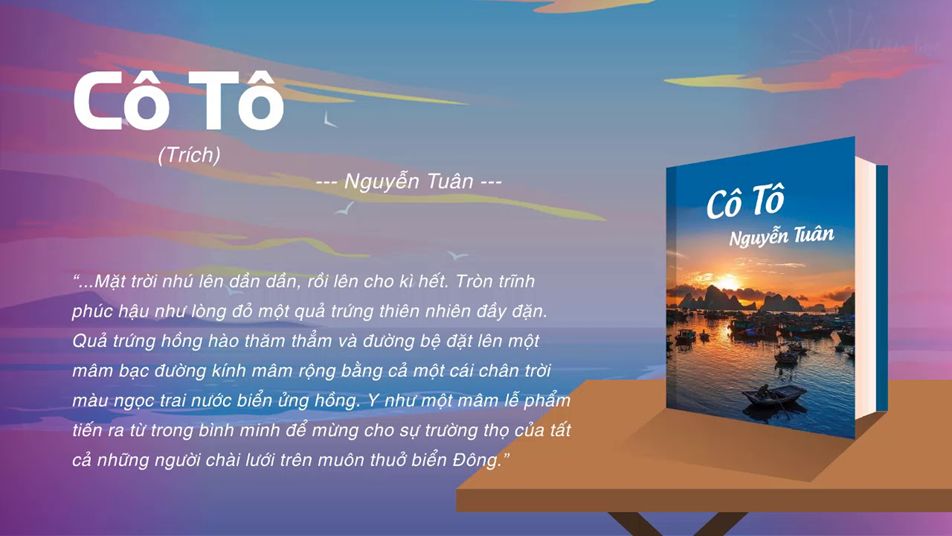 Cô Tô
(Trích)
--- Nguyễn Tuân ---
“...Mặt trời nhú lên dần dần, rồi lên cho kì hết. Tròn trĩnh
phúc hậu như lòng đỏ một quả trứng thiên nhiên đầy đặn.
Quả trứng hồng hào thăm thẳm và đường bệ đặt lên một
mâm bạc đường kính mâm rộng bằng cả một cái chân trời
màu ngọc trai nước biển ửng hồng. Y như một mâm lễ phẩm
tiến ra từ trong bình minh để mừng cho sự trường thọ của tất
cả những người chài lưới trên muôn thuở biển Đông.”
Cô Tô
Nguyễn Tuân